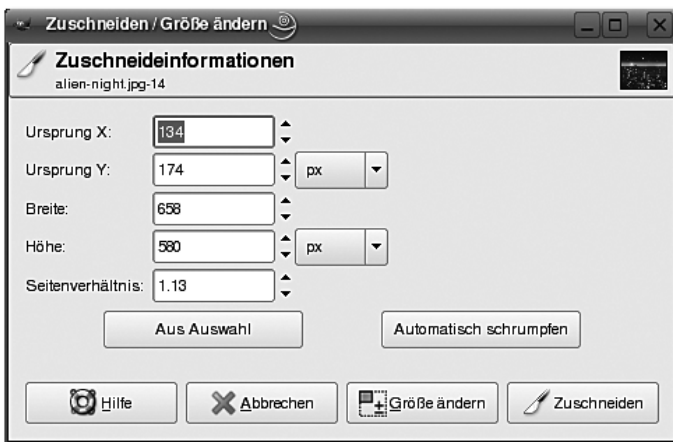 Zuschneiden / Größe ändern
Zuschneideinformationen
alien-night.jpg-14
Ursprung X: 134
Ursprung Y: 174 px
Breite: 658
Höhe: 580 px
Seitenverhältnis: 1.13
Aus Auswahl Automatisch schrumpfen
Hilfe Abbrechen Größe ändern Zuschneiden